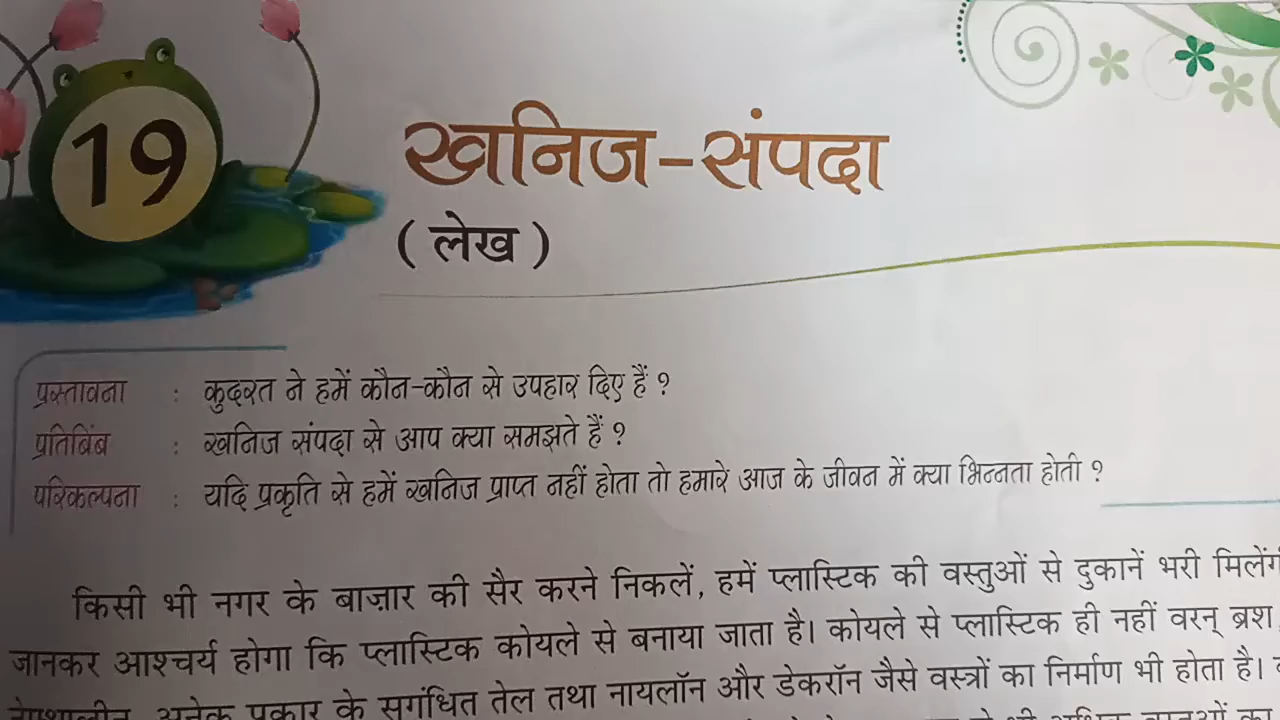 19
खनिज-संपदा
( लेख )
प्रस्तावना : कुदरत ने हमें कौन-कौन से उपहार दिए हैं ?
प्रतिबिंब : खनिज संपदा से आप क्या समझते हैं ?
परिकल्पना : यदि प्रकृति से हमें खनिज प्राप्त नहीं होता तो हमारे आज के जीवन में क्या भिन्नता होती ?
किसी भी नगर के बाज़ार की सैर करने निकलें, हमें प्लास्टिक की वस्तुओं से दुकानें भरी
जानकर आश्चर्य होगा कि प्लास्टिक कोयले से बनाया जाता है। कोयले से प्लास्टिक ही नहीं वरन् ब्रश
अनेक प्रकार के सुगंधित तेल तथा नायलॉन और डेकरॉन जैसे वस्त्रों का निर्माण भी होता है।